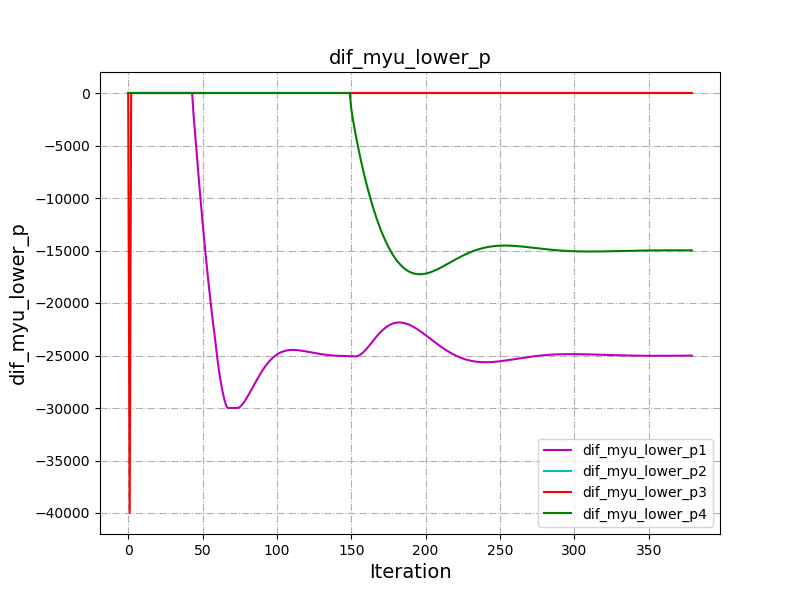 dif_myu_lower_p
dif_myu_lower_p
0
−5000
−10000
−15000
−20000
−25000
−30000
−35000
−40000
dif_myu_lower_p1
dif_myu_lower_p2
dif_myu_lower_p3
dif_myu_lower_p4
0 50 100 150 200 250 300 350
Iteration